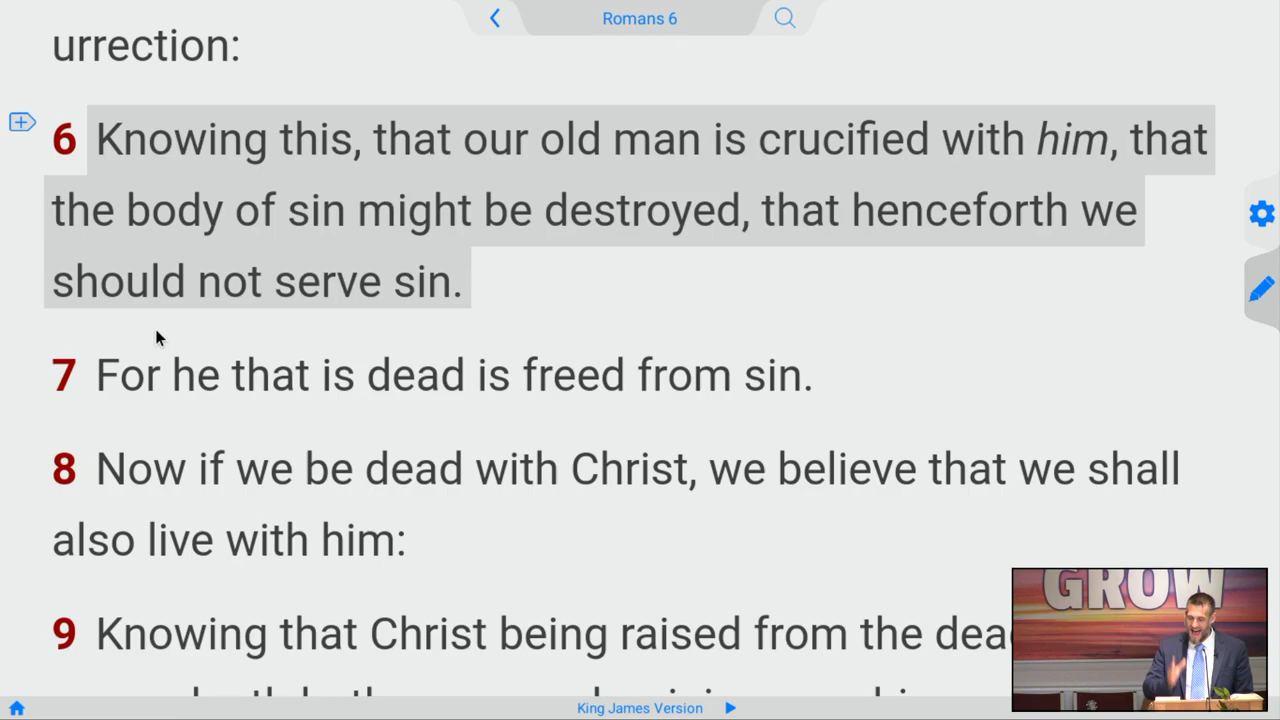 Romans 6
urrection:
6 Knowing this, that our old man is crucified with him, that
the body of sin might be destroyed, that henceforth we
should not serve sin.
7 For he that is dead is freed from sin.
8 Now if we be dead with Christ, we believe that we shall
also live with him:
9 Knowing that Christ being raised from the
GROW
King James Version